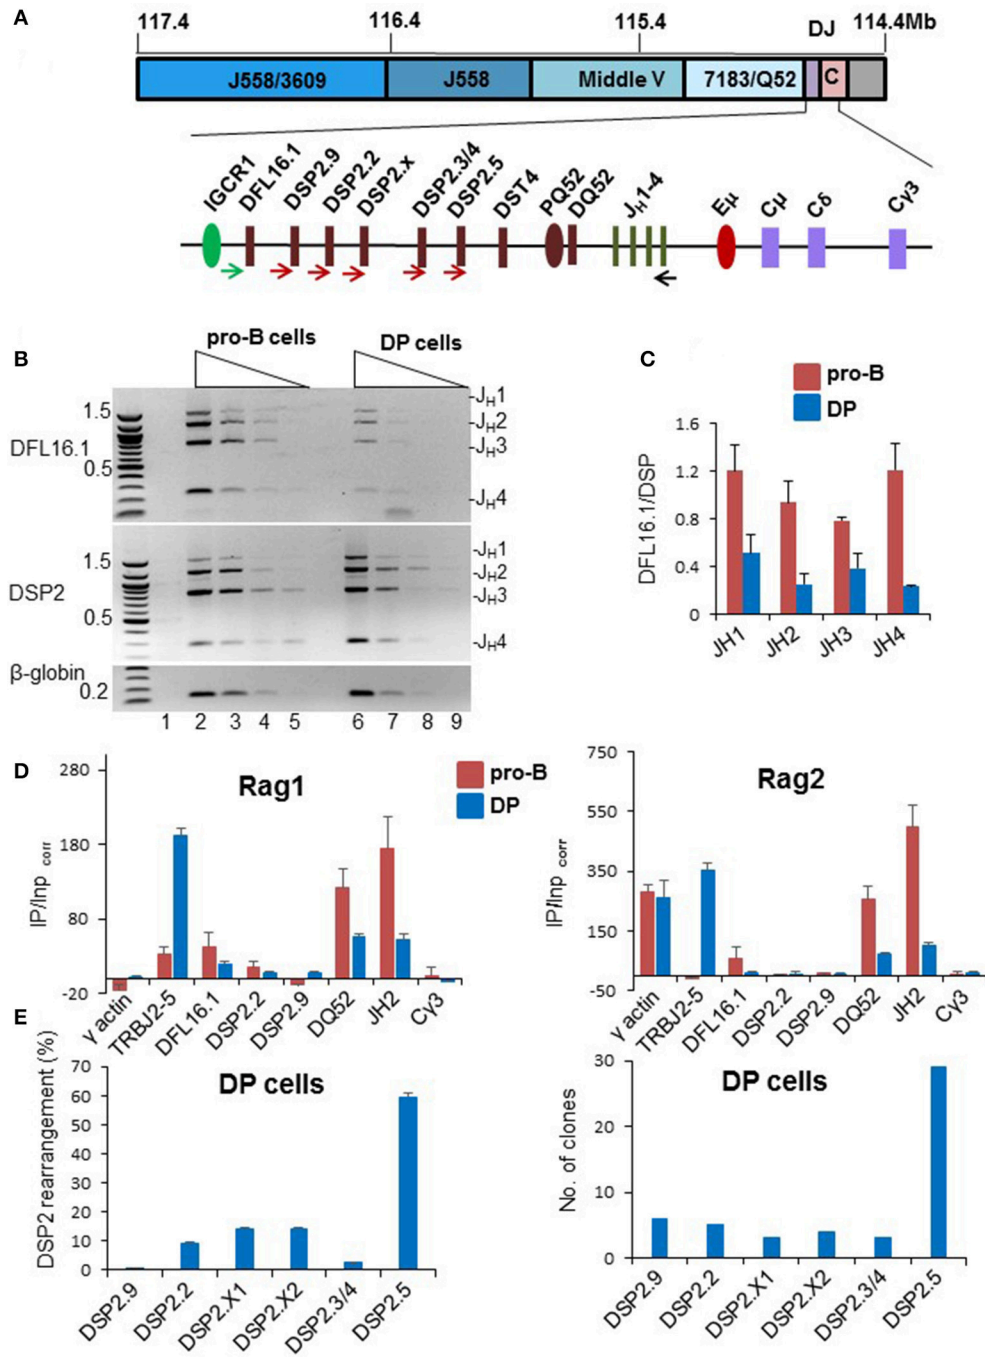 A
117.4 116.4 115.4 114.4Mb
DJ
J558/3609 J558 Middle V 7183/Q52 C
IGCR1 DFL16.1 DSP2.9 DSP2.2 DSP2.x DSP2.3/4 DSP2.5 DST4 PQ52 DQ52 JH1-4 Eμ Cμ Cδ Cγ3
B
pro-B cells DP cells
DFL16.1
1.5
0.5
-JH1
-JH2
-JH3
-JH4
DSP2
1.5
0.5
-JH1
-JH2
-JH3
-JH4
β-globin
0.2
1 2 3 4 5 6 7 8 9
C
pro-B
DP
DFL16.1/DSP
1.6
1.2
0.8
0.4
0
JH1 JH2 JH3 JH4
D
Rag1
pro-B
DP
IP/Inp corr
280
180
80
-20
γ actin TRBJ2-5 DFL16.1 DSP2.2 DSP2.9 DQ52 JH2 Cγ3
Rag2
IP/Inp corr
750
550
350
150
-50
γ actin TRBJ2-5 DFL16.1 DSP2.2 DSP2.9 DQ52 JH2 Cγ3
E
DP cells
DSP2 rearrangement (%)
70
60
50
40
30
20
10
0
DSP2.9 DSP2.2 DSP2.X1 DSP2.X2 DSP2.3/4 DSP2.5
DP cells
No. of clones
30
20
10
0
DSP2.9 DSP2.2 DSP2.X1 DSP2.X2 DSP2.3/4 DSP2.5